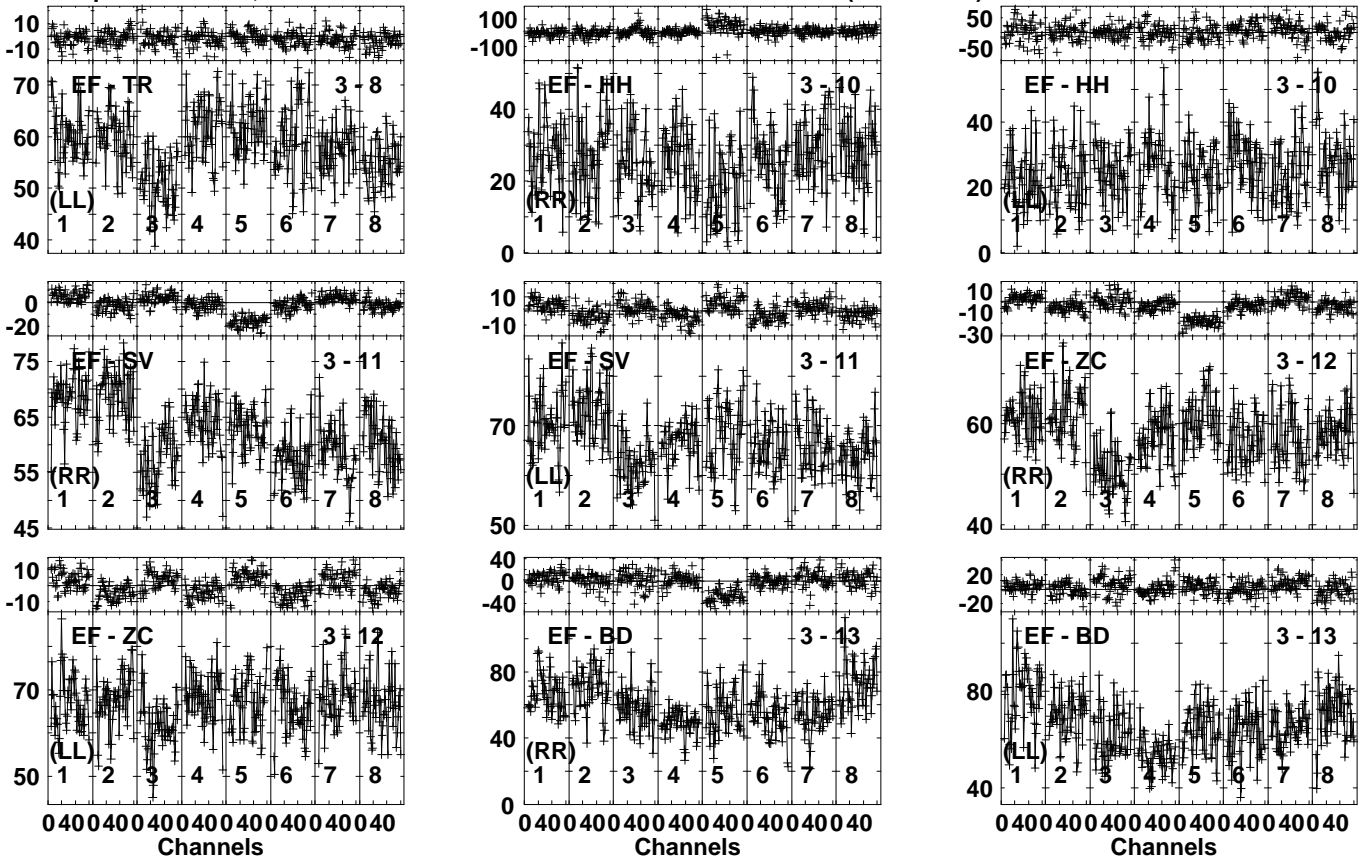 10 100 50
-10 -100 -50
70 EF - TR 3 - 8 EF - HH 3 - 10 EF - HH 3 - 10
60 40 40
50 20 20
(LL) (RR) (LL)
1 2 3 4 5 6 7 8 1 2 3 4 5 6 7 8 1 2 3 4 5 6 7 8
40 0 0
0 10 10
-20 -10 -10
-30
75 EF - SV 3 - 11 EF - SV 3 - 11 EF - ZC 3 - 12
65 70 60
55
(RR) (LL) (RR)
1 2 3 4 5 6 7 8 1 2 3 4 5 6 7 8 1 2 3 4 5 6 7 8
45 50 40
10 40 20
-10 0 -20
-40
EF - ZC 3 - 12 EF - BD 3 - 13 EF - BD 3 - 13
70 80 80
40
(LL) (RR) (LL)
50 1 2 3 4 5 6 7 8 1 2 3 4 5 6 7 8 40 1 2 3 4 5 6 7 8
0
0 40 0 40 0 40 0 40 0 40 0 40 0 40 0 40 0 40 0 40 0 40 0 40 0 40 0 40 0 40 0 40 0 40 0 40 0 40 0 40 0 40 0 40 0 40 0 40
Channels Channels Channels